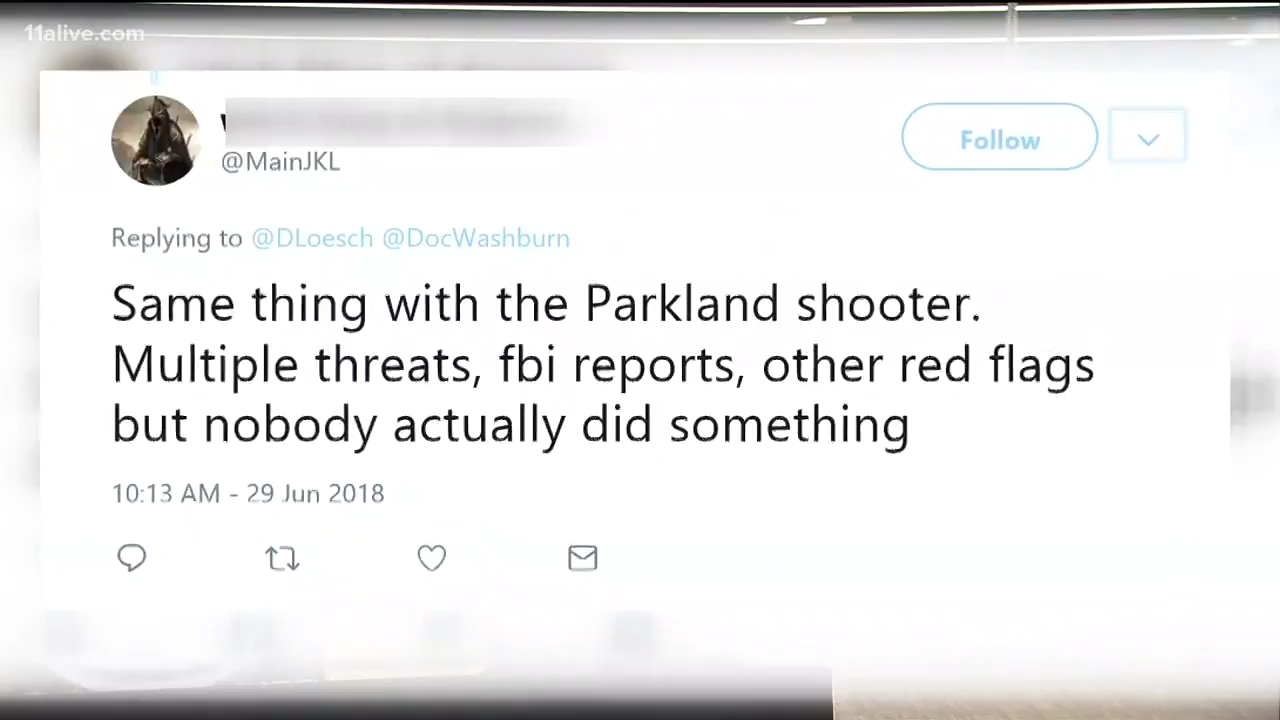 11alive.com
@MainJKL
Follow
Replying to @DLoesch @DocWashburn
Same thing with the Parkland shooter.
Multiple threats, fbi reports, other red flags
but nobody actually did something
10:13 AM - 29 Jun 2018